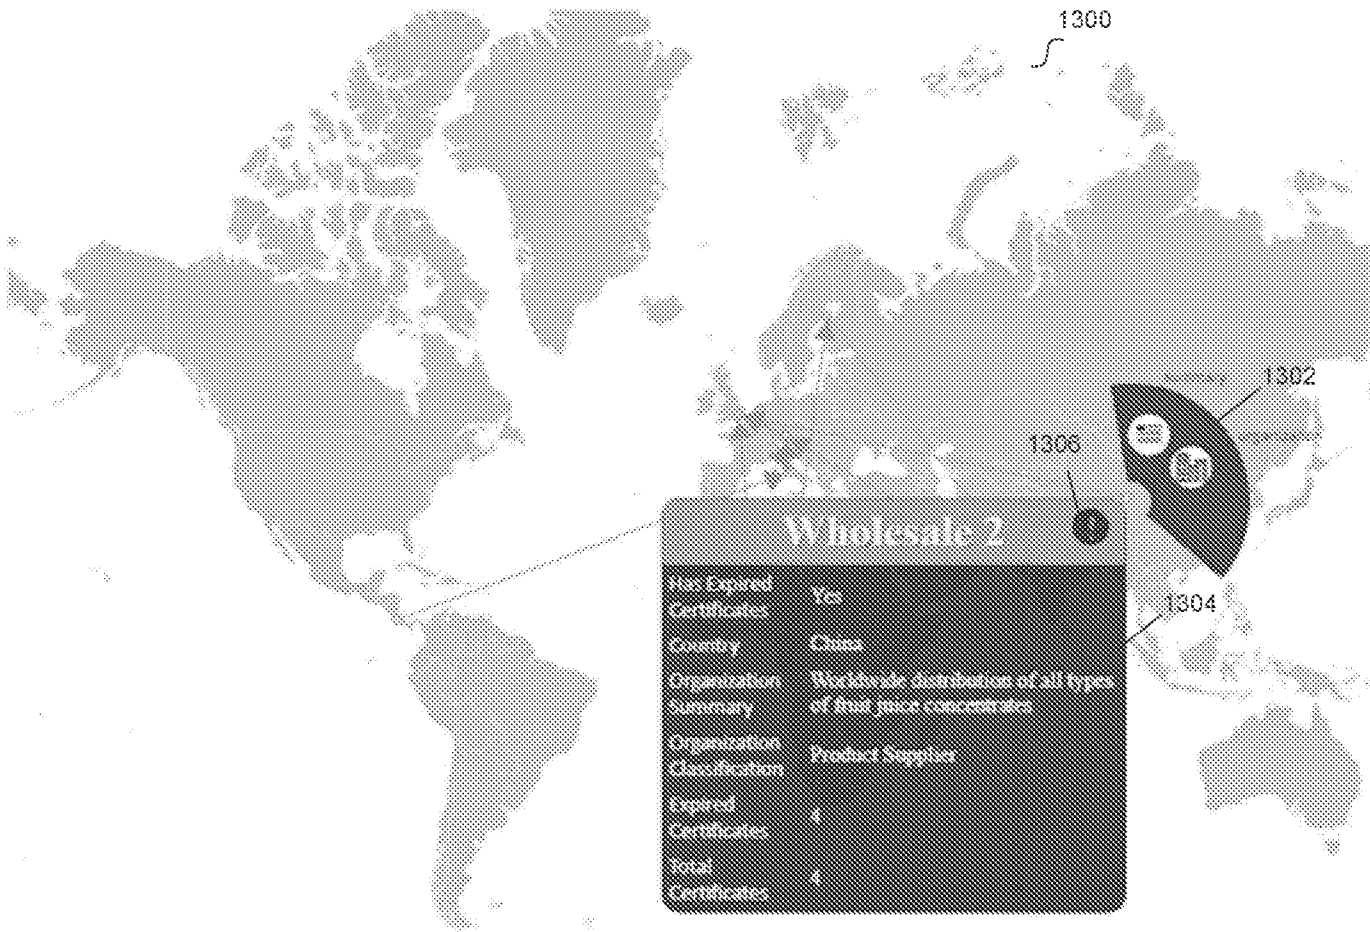 1300
Summary
1302
1306
Wholesale 2
Has Expired
Certificates
Yes
1304
Country
China
Organization
Summary
Worldwide distribution of all types
of fruit juice concentrates
Organization
Classification
Product Supplier
Expired
Certificates
4
Total
Certificates
4